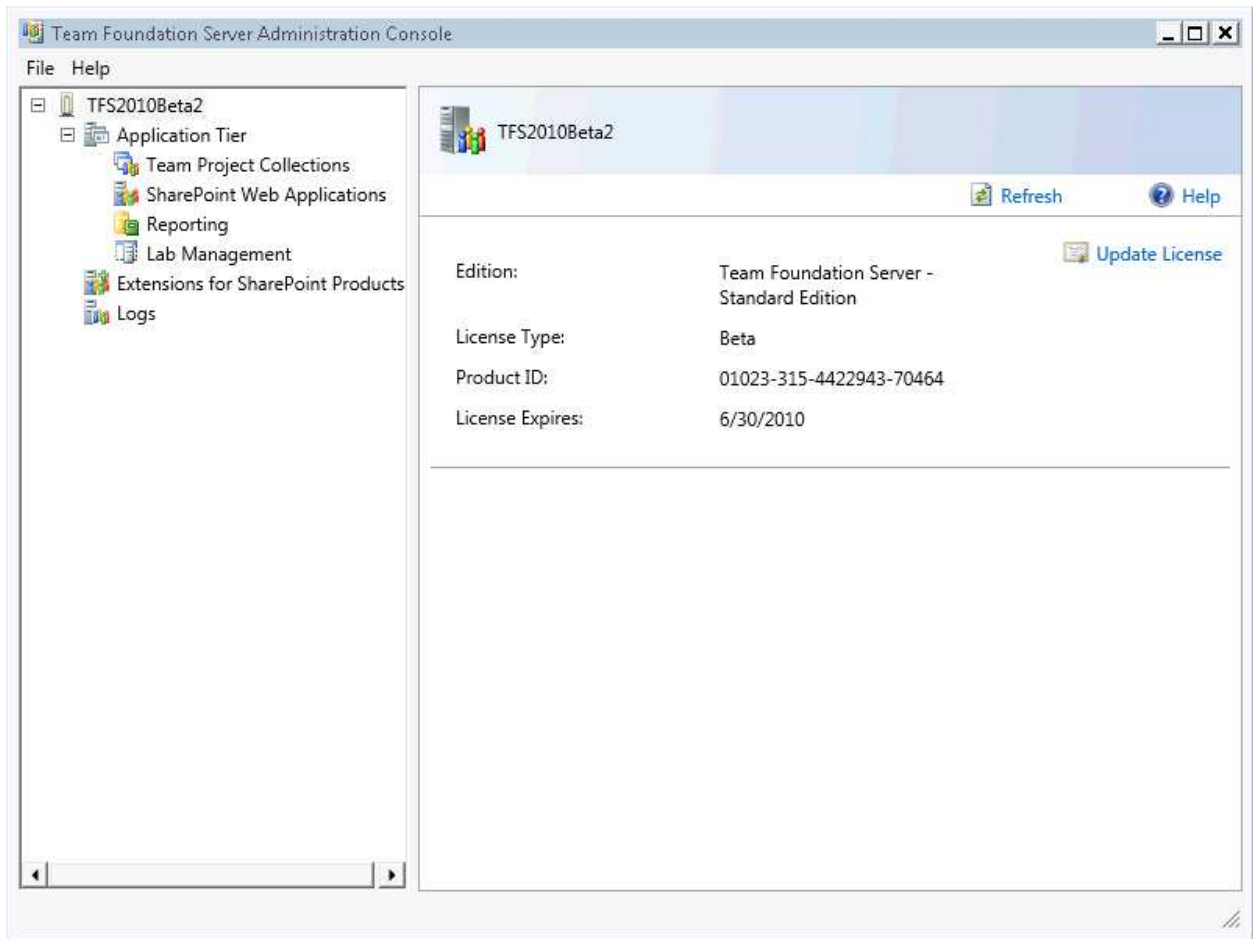 Team Foundation Server Administration Console
File Help
TFS2010Beta2
Application Tier
Team Project Collections
SharePoint Web Applications
Reporting
Lab Management
Extensions for SharePoint Products
Logs
TFS2010Beta2
Refresh Help
Update License
Edition: Team Foundation Server -
Standard Edition
License Type: Beta
Product ID: 01023-315-4422943-70464
License Expires: 6/30/2010